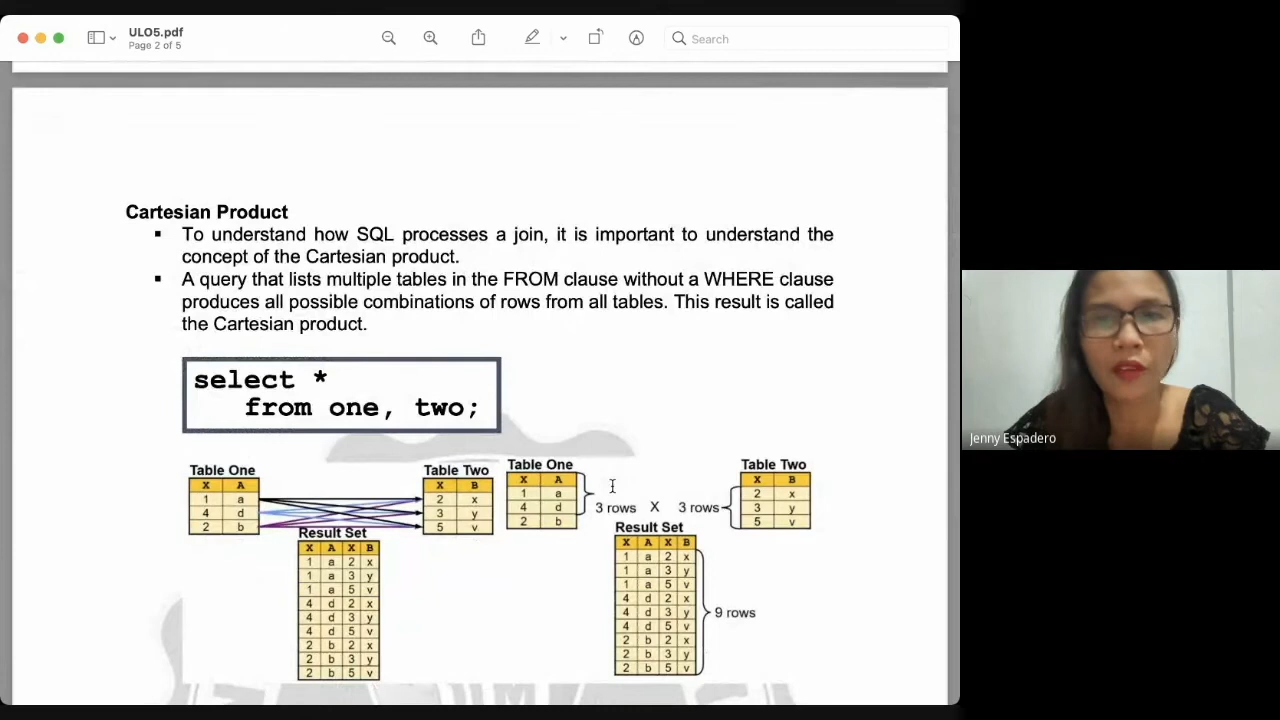 ULO5.pdf
Page 2 of 5
Search
Cartesian Product
▪ To understand how SQL processes a join, it is important to understand the
concept of the Cartesian product.
▪ A query that lists multiple tables in the FROM clause without a WHERE clause
produces all possible combinations of rows from all tables. This result is called
the Cartesian product.
select *
from one, two;
Table One
X A
1 a
4 d
2 b
Table Two
X B
2 x
3 y
5 v
Result Set
X A X B
1 a 2 x
1 a 3 y
1 a 5 v
4 d 2 x
4 d 3 y
4 d 5 v
2 b 2 x
2 b 3 y
2 b 5 v
Table One
X A
1 a
4 d
2 b
3 rows X 3 rows
Table Two
X B
2 x
3 y
5 v
Result Set
X A X B
1 a 2 x
1 a 3 y
1 a 5 v
4 d 2 x
4 d 3 y
4 d 5 v
2 b 2 x
2 b 3 y
2 b 5 v
9 rows
Jenny Espadero